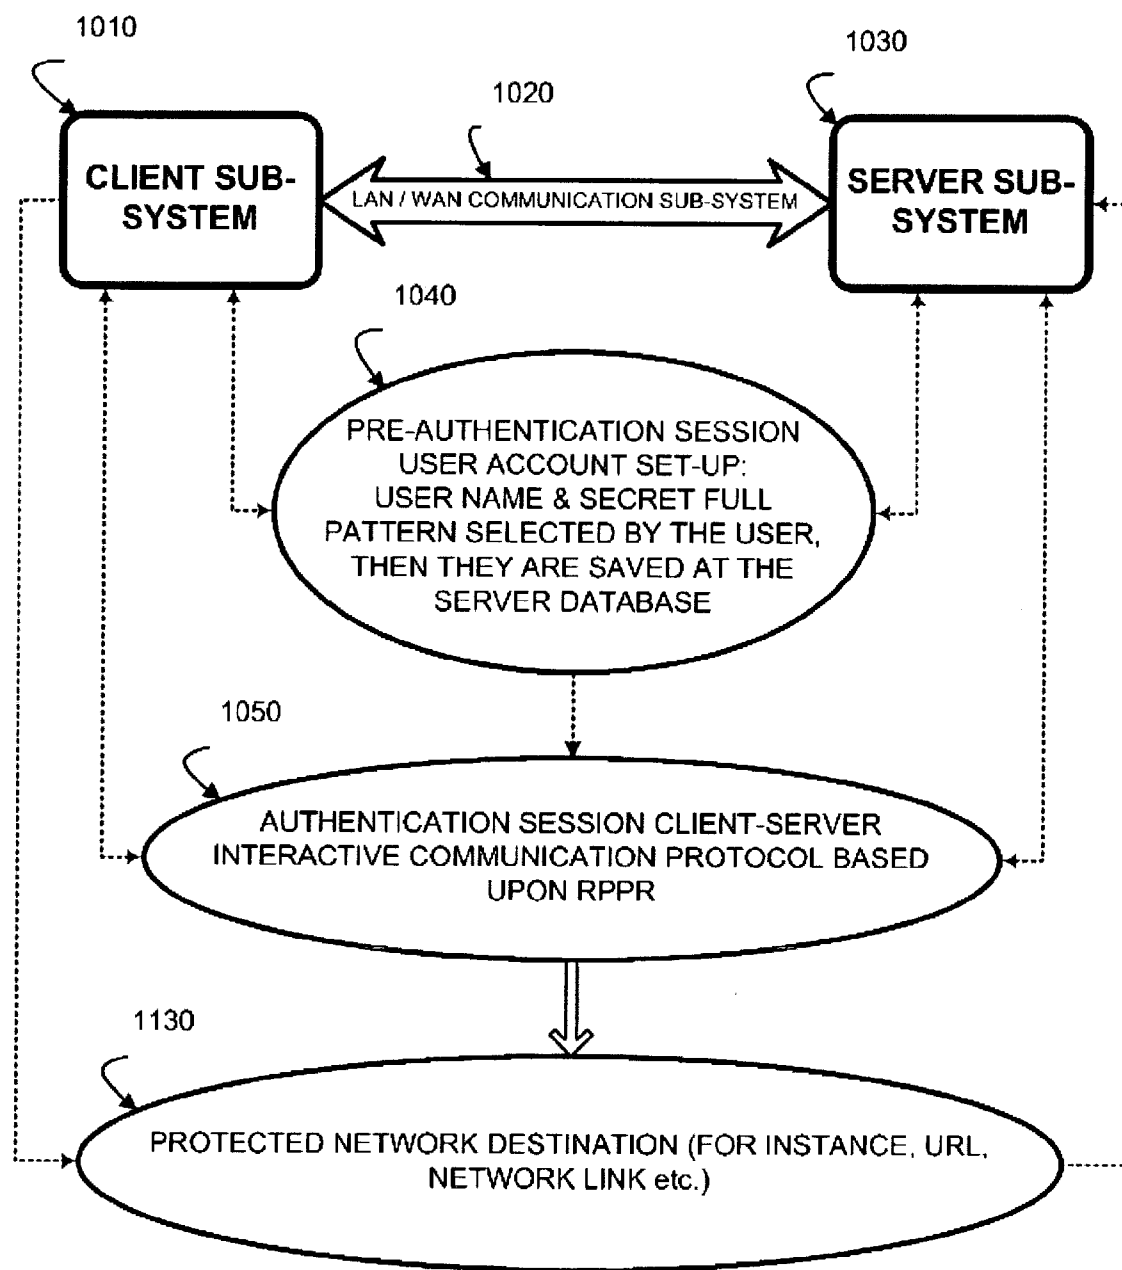 1010
1030
1020
CLIENT SUB-
SYSTEM
LAN / WAN COMMUNICATION SUB-SYSTEM
SERVER SUB-
SYSTEM
1040
PRE-AUTHENTICATION SESSION
USER ACCOUNT SET-UP:
USER NAME & SECRET FULL
PATTERN SELECTED BY THE USER,
THEN THEY ARE SAVED AT THE
SERVER DATABASE
1050
AUTHENTICATION SESSION CLIENT-SERVER
INTERACTIVE COMMUNICATION PROTOCOL BASED
UPON RPPR
1130
PROTECTED NETWORK DESTINATION (FOR INSTANCE, URL,
NETWORK LINK etc.)